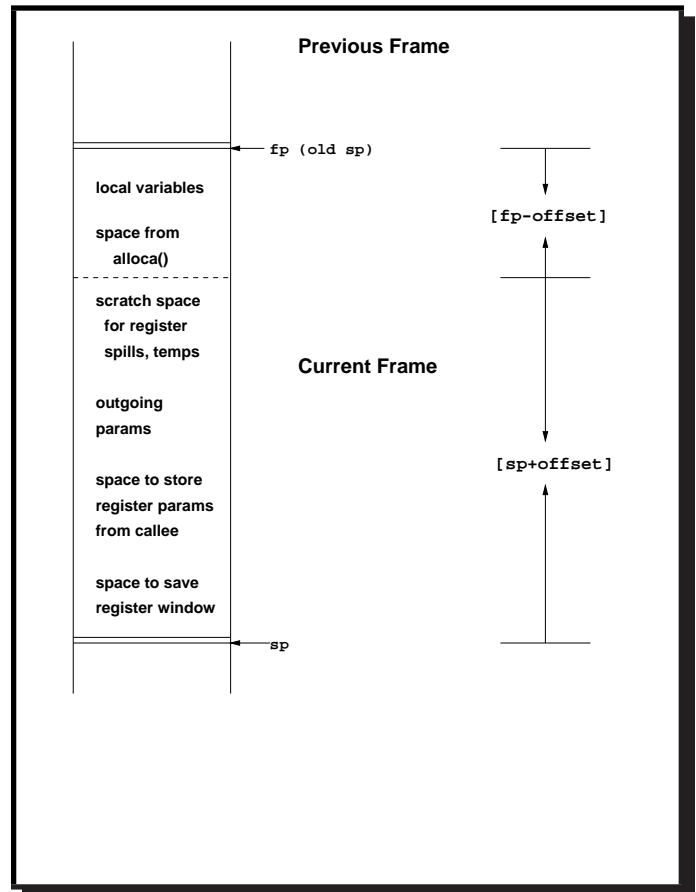 Previous Frame
fp (old sp)
local variables
[fp-offset]
space from
alloca()
scratch space
for register
spills, temps
Current Frame
outgoing
params
[sp+offset]
space to store
register params
from callee
space to save
register window
sp